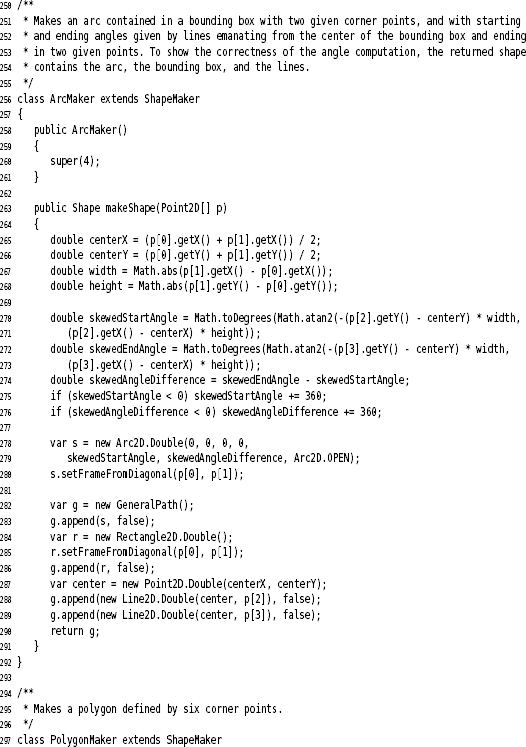 250 /**
251  * Makes an arc contained in a bounding box with two given corner points, and with starting
252  * and ending angles given by lines emanating from the center of the bounding box and ending
253  * in two given points. To show the correctness of the angle computation, the returned shape
254  * contains the arc, the bounding box, and the lines.
255  */
256 class ArcMaker extends ShapeMaker
257 {
258    public ArcMaker()
259    {
260       super(4);
261    }
262
263    public Shape makeShape(Point2D[] p)
264    {
265       double centerX = (p[0].getX() + p[1].getX()) / 2;
266       double centerY = (p[0].getY() + p[1].getY()) / 2;
267       double width = Math.abs(p[1].getX() - p[0].getX());
268       double height = Math.abs(p[1].getY() - p[0].getY());
269
270       double skewedStartAngle = Math.toDegrees(Math.atan2(-(p[2].getY() - centerY) * width,
271          (p[2].getX() - centerX) * height));
272       double skewedEndAngle = Math.toDegrees(Math.atan2(-(p[3].getY() - centerY) * width,
273          (p[3].getX() - centerX) * height));
274       double skewedAngleDifference = skewedEndAngle - skewedStartAngle;
275       if (skewedStartAngle < 0) skewedStartAngle += 360;
276       if (skewedAngleDifference < 0) skewedAngleDifference += 360;
277
278       var s = new Arc2D.Double(0, 0, 0, 0,
279          skewedStartAngle, skewedAngleDifference, Arc2D.OPEN);
280       s.setFrameFromDiagonal(p[0], p[1]);
281
282       var g = new GeneralPath();
283       g.append(s, false);
284       var r = new Rectangle2D.Double();
285       r.setFrameFromDiagonal(p[0], p[1]);
286       g.append(r, false);
287       var center = new Point2D.Double(centerX, centerY);
288       g.append(new Line2D.Double(center, p[2]), false);
289       g.append(new Line2D.Double(center, p[3]), false);
290       return g;
291    }
292 }
293
294 /**
295  * Makes a polygon defined by six corner points.
296  */
297 class PolygonMaker extends ShapeMaker